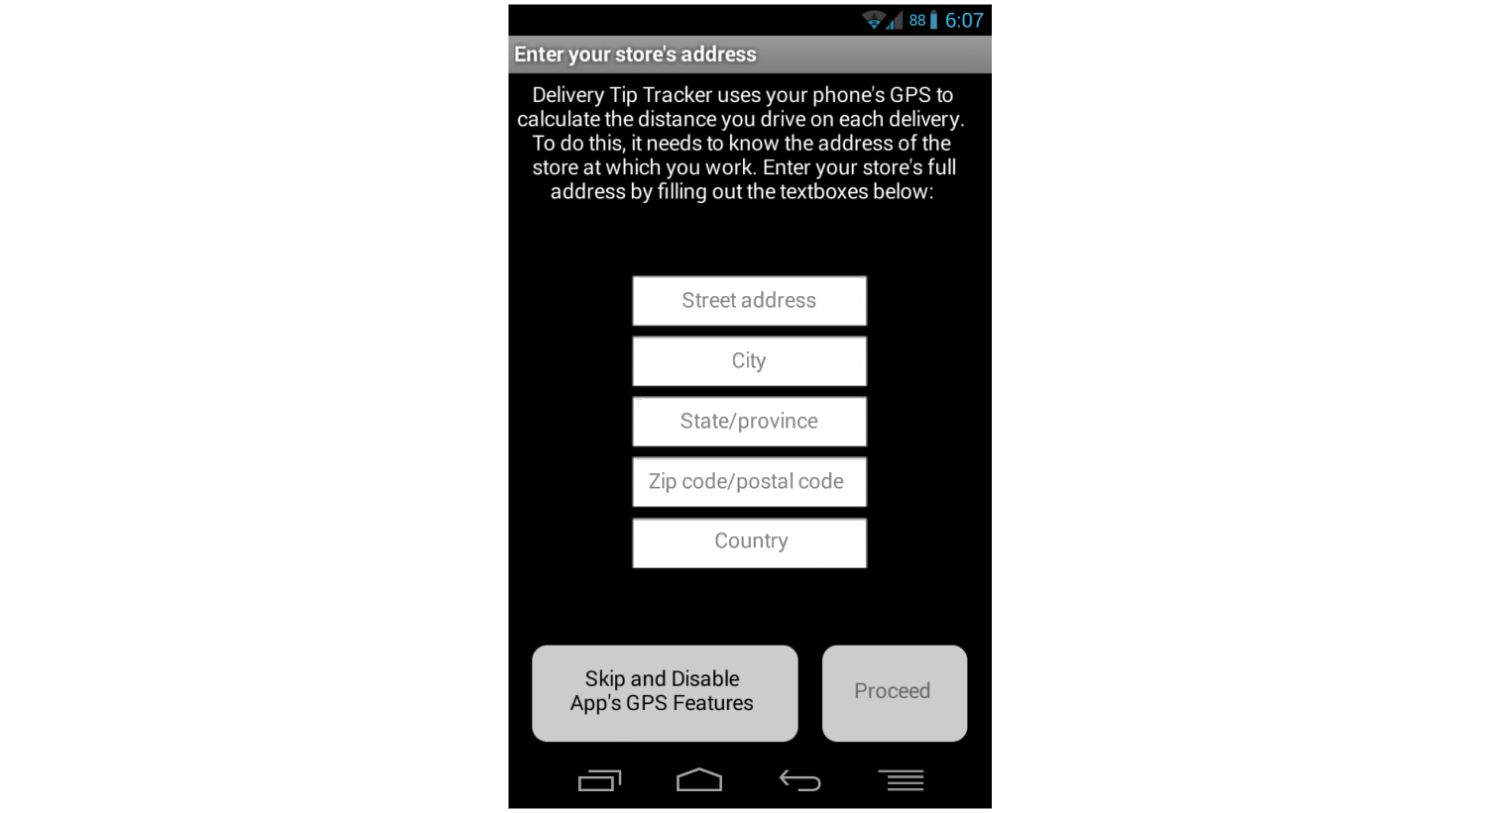 88 6:07
Enter your store's address
Delivery Tip Tracker uses your phone's GPS to
calculate the distance you drive on each delivery.
To do this, it needs to know the address of the
store at which you work. Enter your store's full
address by filling out the textboxes below:
Street address
City
State/province
Zip code/postal code
Country
Skip and Disable
App's GPS Features
Proceed